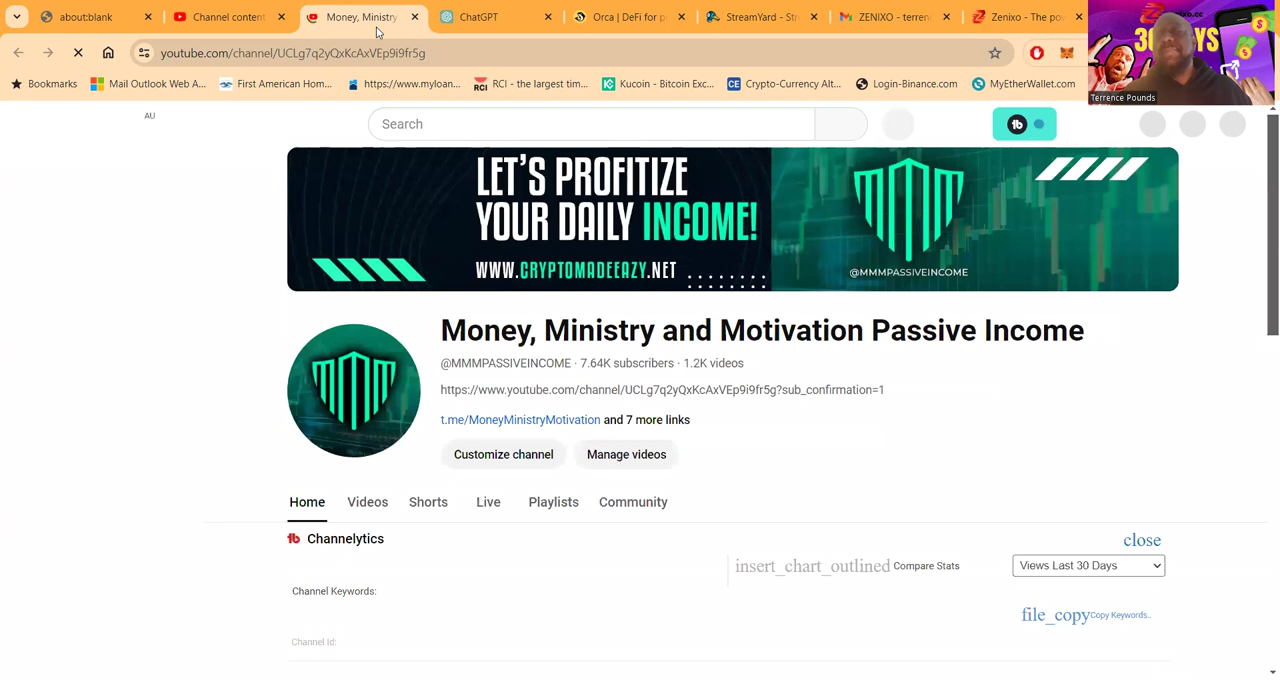 about:blank
Channel content
Money, Ministry
ChatGPT
Orca | DeFi for p
StreamYard - Str
ZENIXO - terren
Zenixo - The po
youtube.com/channel/UCLg7q2yQxKcAxVEp9i9fr5g
Bookmarks
Mail Outlook Web A...
First American Hom...
https://www.myloan...
RCI - the largest tim...
Kucoin - Bitcoin Exc...
Crypto-Currency Alt...
Login-Binance.com
MyEtherWallet.com
Terrence Pounds
AU
Search
LET'S PROFITIZE
YOUR DAILY INCOME!
WWW.CRYPTOMADEEAZY.NET
@MMMPASSIVEINCOME
Money, Ministry and Motivation Passive Income
@MMMPASSIVEINCOME · 7.64K subscribers · 1.2K videos
https://www.youtube.com/channel/UCLg7q2yQxKcAxVEp9i9fr5g?sub_confirmation=1
t.me/MoneyMinistryMotivation and 7 more links
Customize channel
Manage videos
Home
Videos
Shorts
Live
Playlists
Community
Channelytics
close
insert_chart_outlined Compare Stats
Views Last 30 Days
Channel Keywords:
file_copy Copy Keywords..
Channel Id: